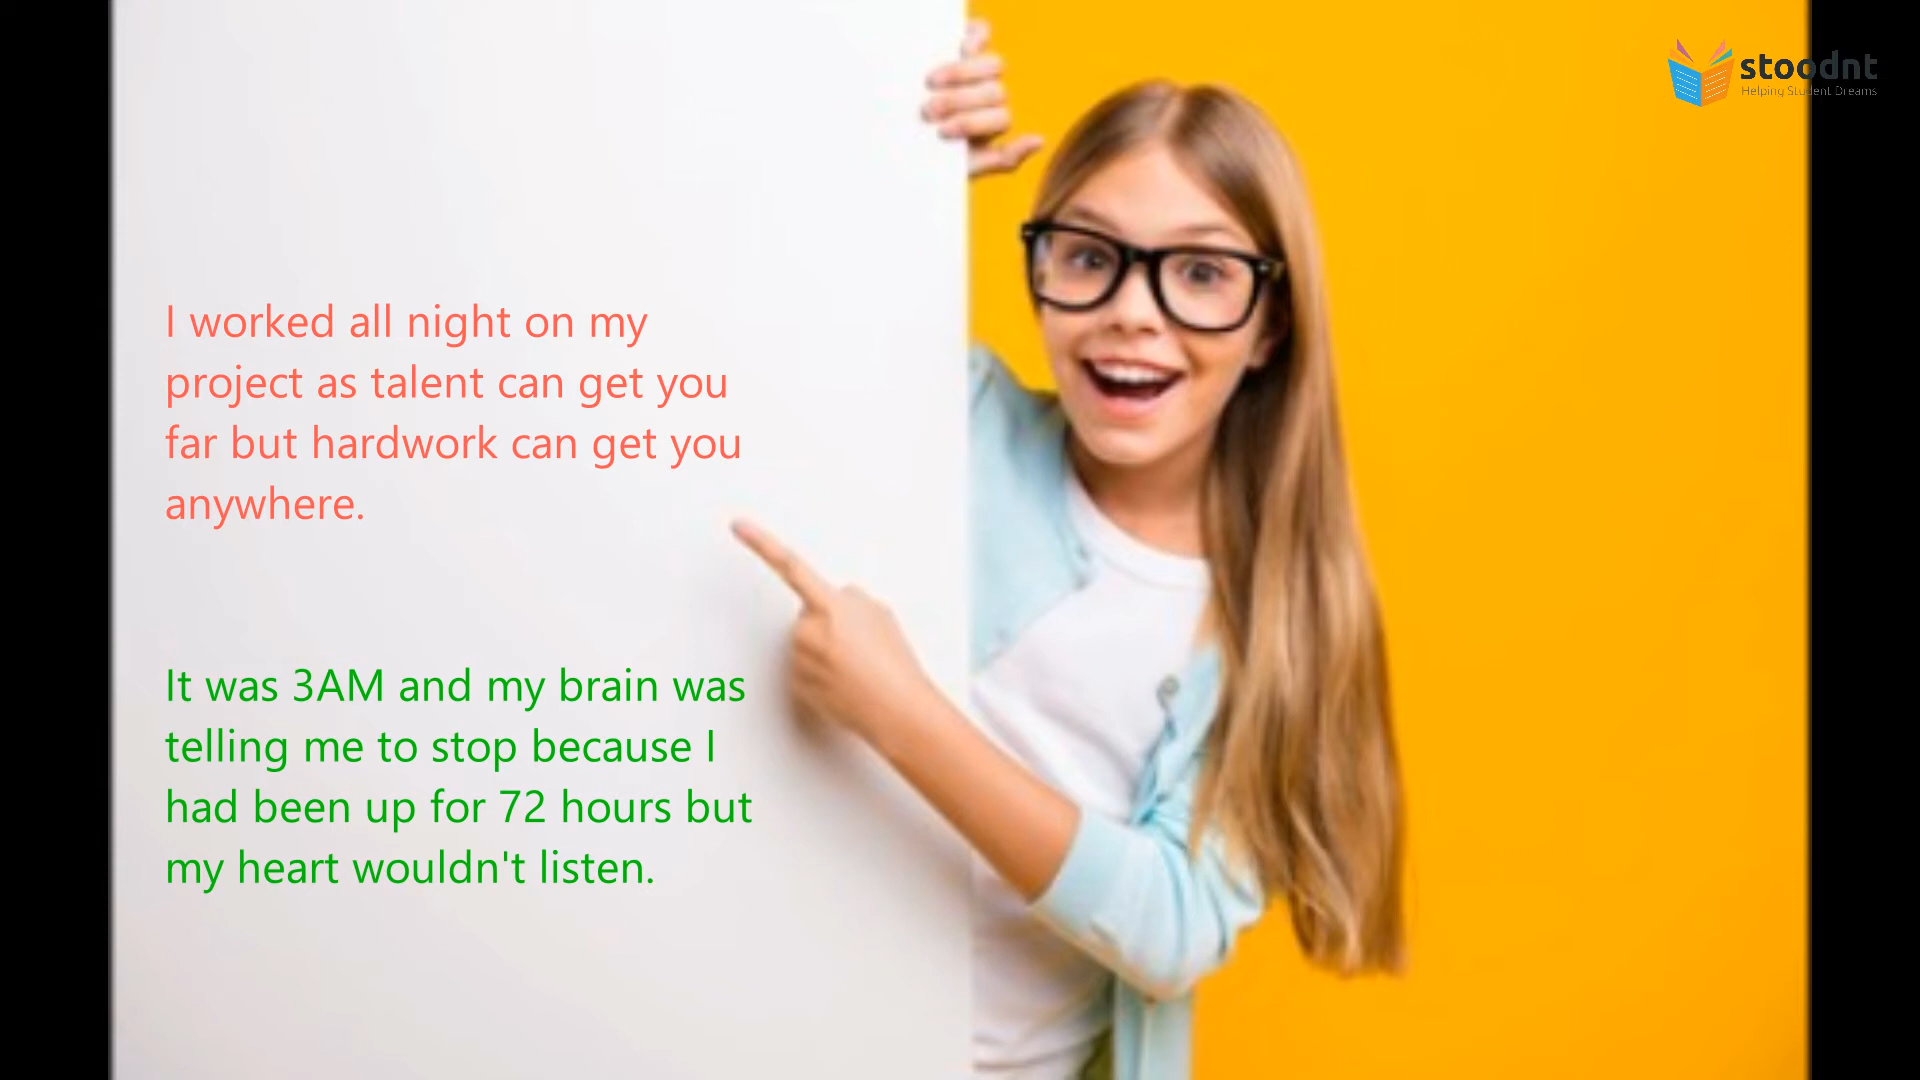 stoodnt
Helping Student Dreams
I worked all night on my
project as talent can get you
far but hardwork can get you
anywhere.
It was 3AM and my brain was
telling me to stop because I
had been up for 72 hours but
my heart wouldn't listen.